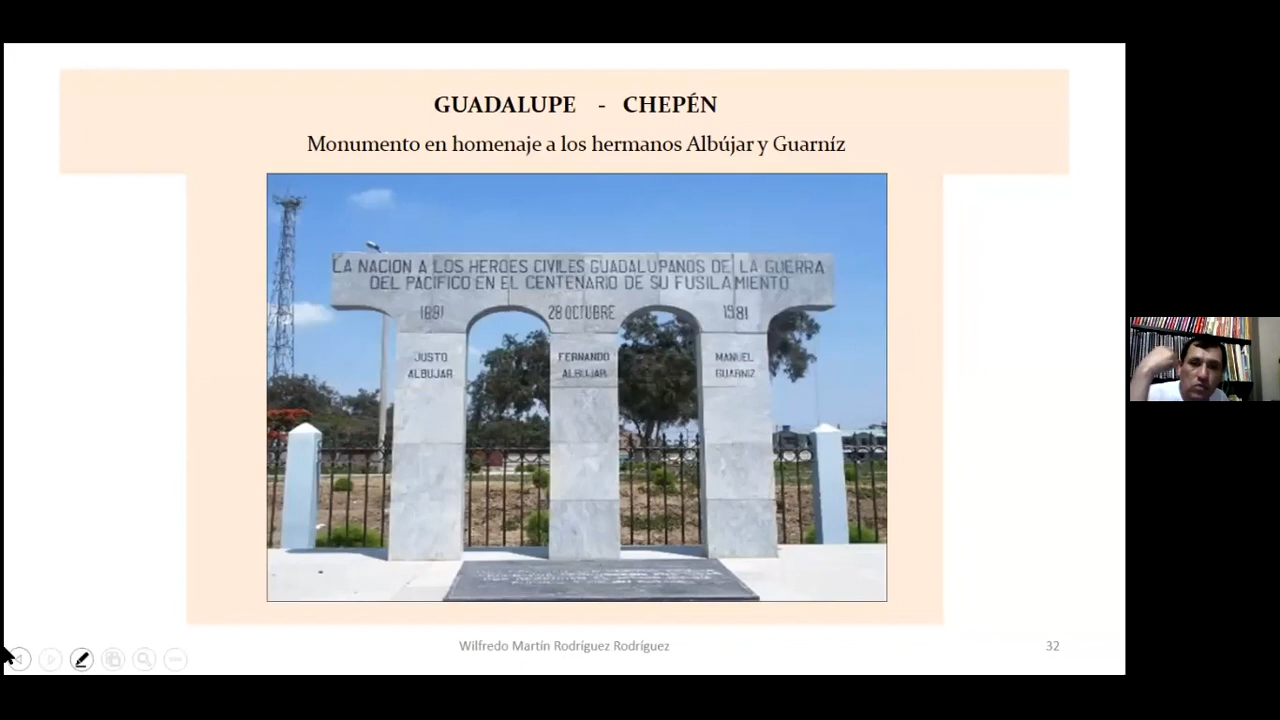 GUADALUPE - CHEPÉN
Monumento en homenaje a los hermanos Albújar y Guarníz
LA NACION A LOS HEROES CIVILES GUADALUPANOS DE LA GUERRA
DEL PACIFICO EN EL CENTENARIO DE SU FUSILAMIENTO
1881 28 OCTUBRE 1981
JUSTO
ALBUJAR
FERNANDO
ALBUJAR
MANUEL
GUARNIZ
Wilfredo Martín Rodríguez Rodríguez
32